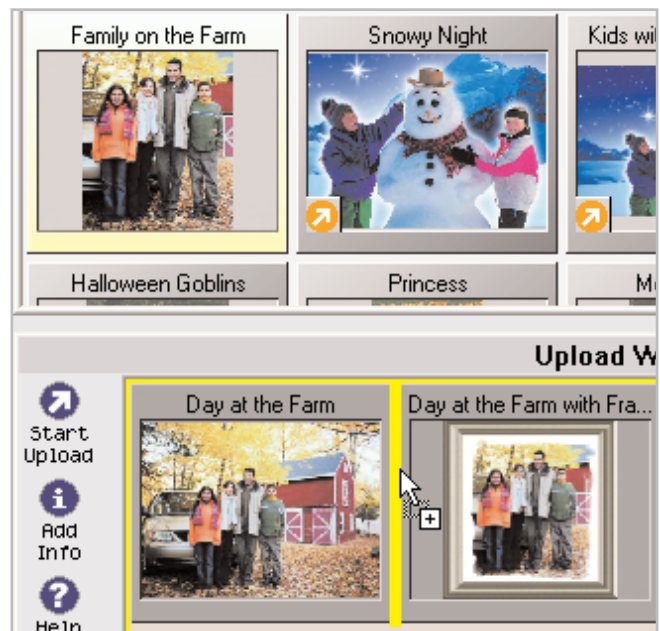 Family on the Farm
Snowy Night
Kids wi
Halloween Goblins
Princess
M
Upload W
Start
Upload
Day at the Farm
Day at the Farm with Fra...
Add
Info
Help